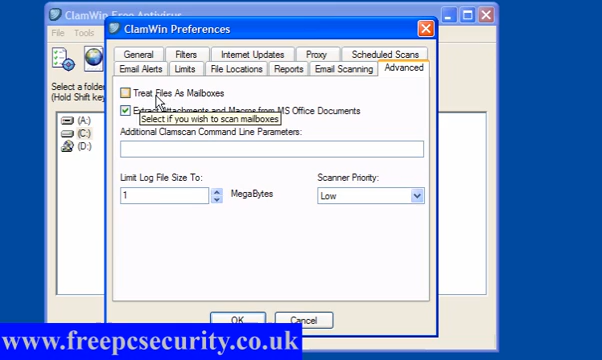 ClamWin Free Antivirus
ClamWin Preferences
File Tools
General Filters Internet Updates Proxy Scheduled Scans
Email Alerts Limits File Locations Reports Email Scanning Advanced
Select a folde
(Hold Shift key
Treat Files As Mailboxes
Extract Attachments and Macros from MS Office Documents
Select if you wish to scan mailboxes
(A:)
(C:)
(D:)
Additional Clamscan Command Line Parameters:
Limit Log File Size To: Scanner Priority:
1 MegaBytes Low
OK Cancel
www.freepcsecurity.co.uk